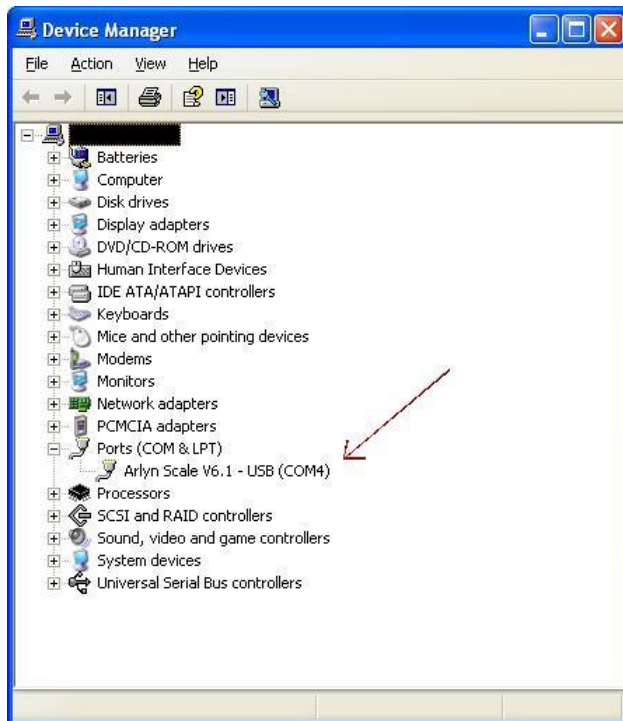 Device Manager
File Action View Help
Batteries
Computer
Disk drives
Display adapters
DVD/CD-ROM drives
Human Interface Devices
IDE ATA/ATAPI controllers
Keyboards
Mice and other pointing devices
Modems
Monitors
Network adapters
PCMCIA adapters
Ports (COM & LPT)
Arlyn Scale V6.1 - USB (COM4)
Processors
SCSI and RAID controllers
Sound, video and game controllers
System devices
Universal Serial Bus controllers